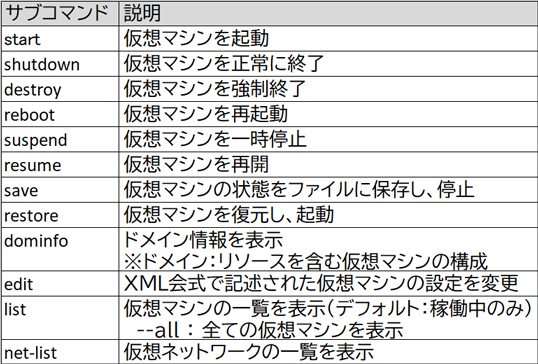 サブコマンド 説明
start 仮想マシンを起動
shutdown 仮想マシンを正常に終了
destroy 仮想マシンを強制終了
reboot 仮想マシンを再起動
suspend 仮想マシンを一時停止
resume 仮想マシンを再開
save 仮想マシンの状態をファイルに保存し、停止
restore 仮想マシンを復元し、起動
dominfo ドメイン情報を表示
※ドメイン：リソースを含む仮想マシンの構成
edit XML会式で記述された仮想マシンの設定を変更
list 仮想マシンの一覧を表示（デフォルト：稼働中のみ）
--all ： 全ての仮想マシンを表示
net-list 仮想ネットワークの一覧を表示